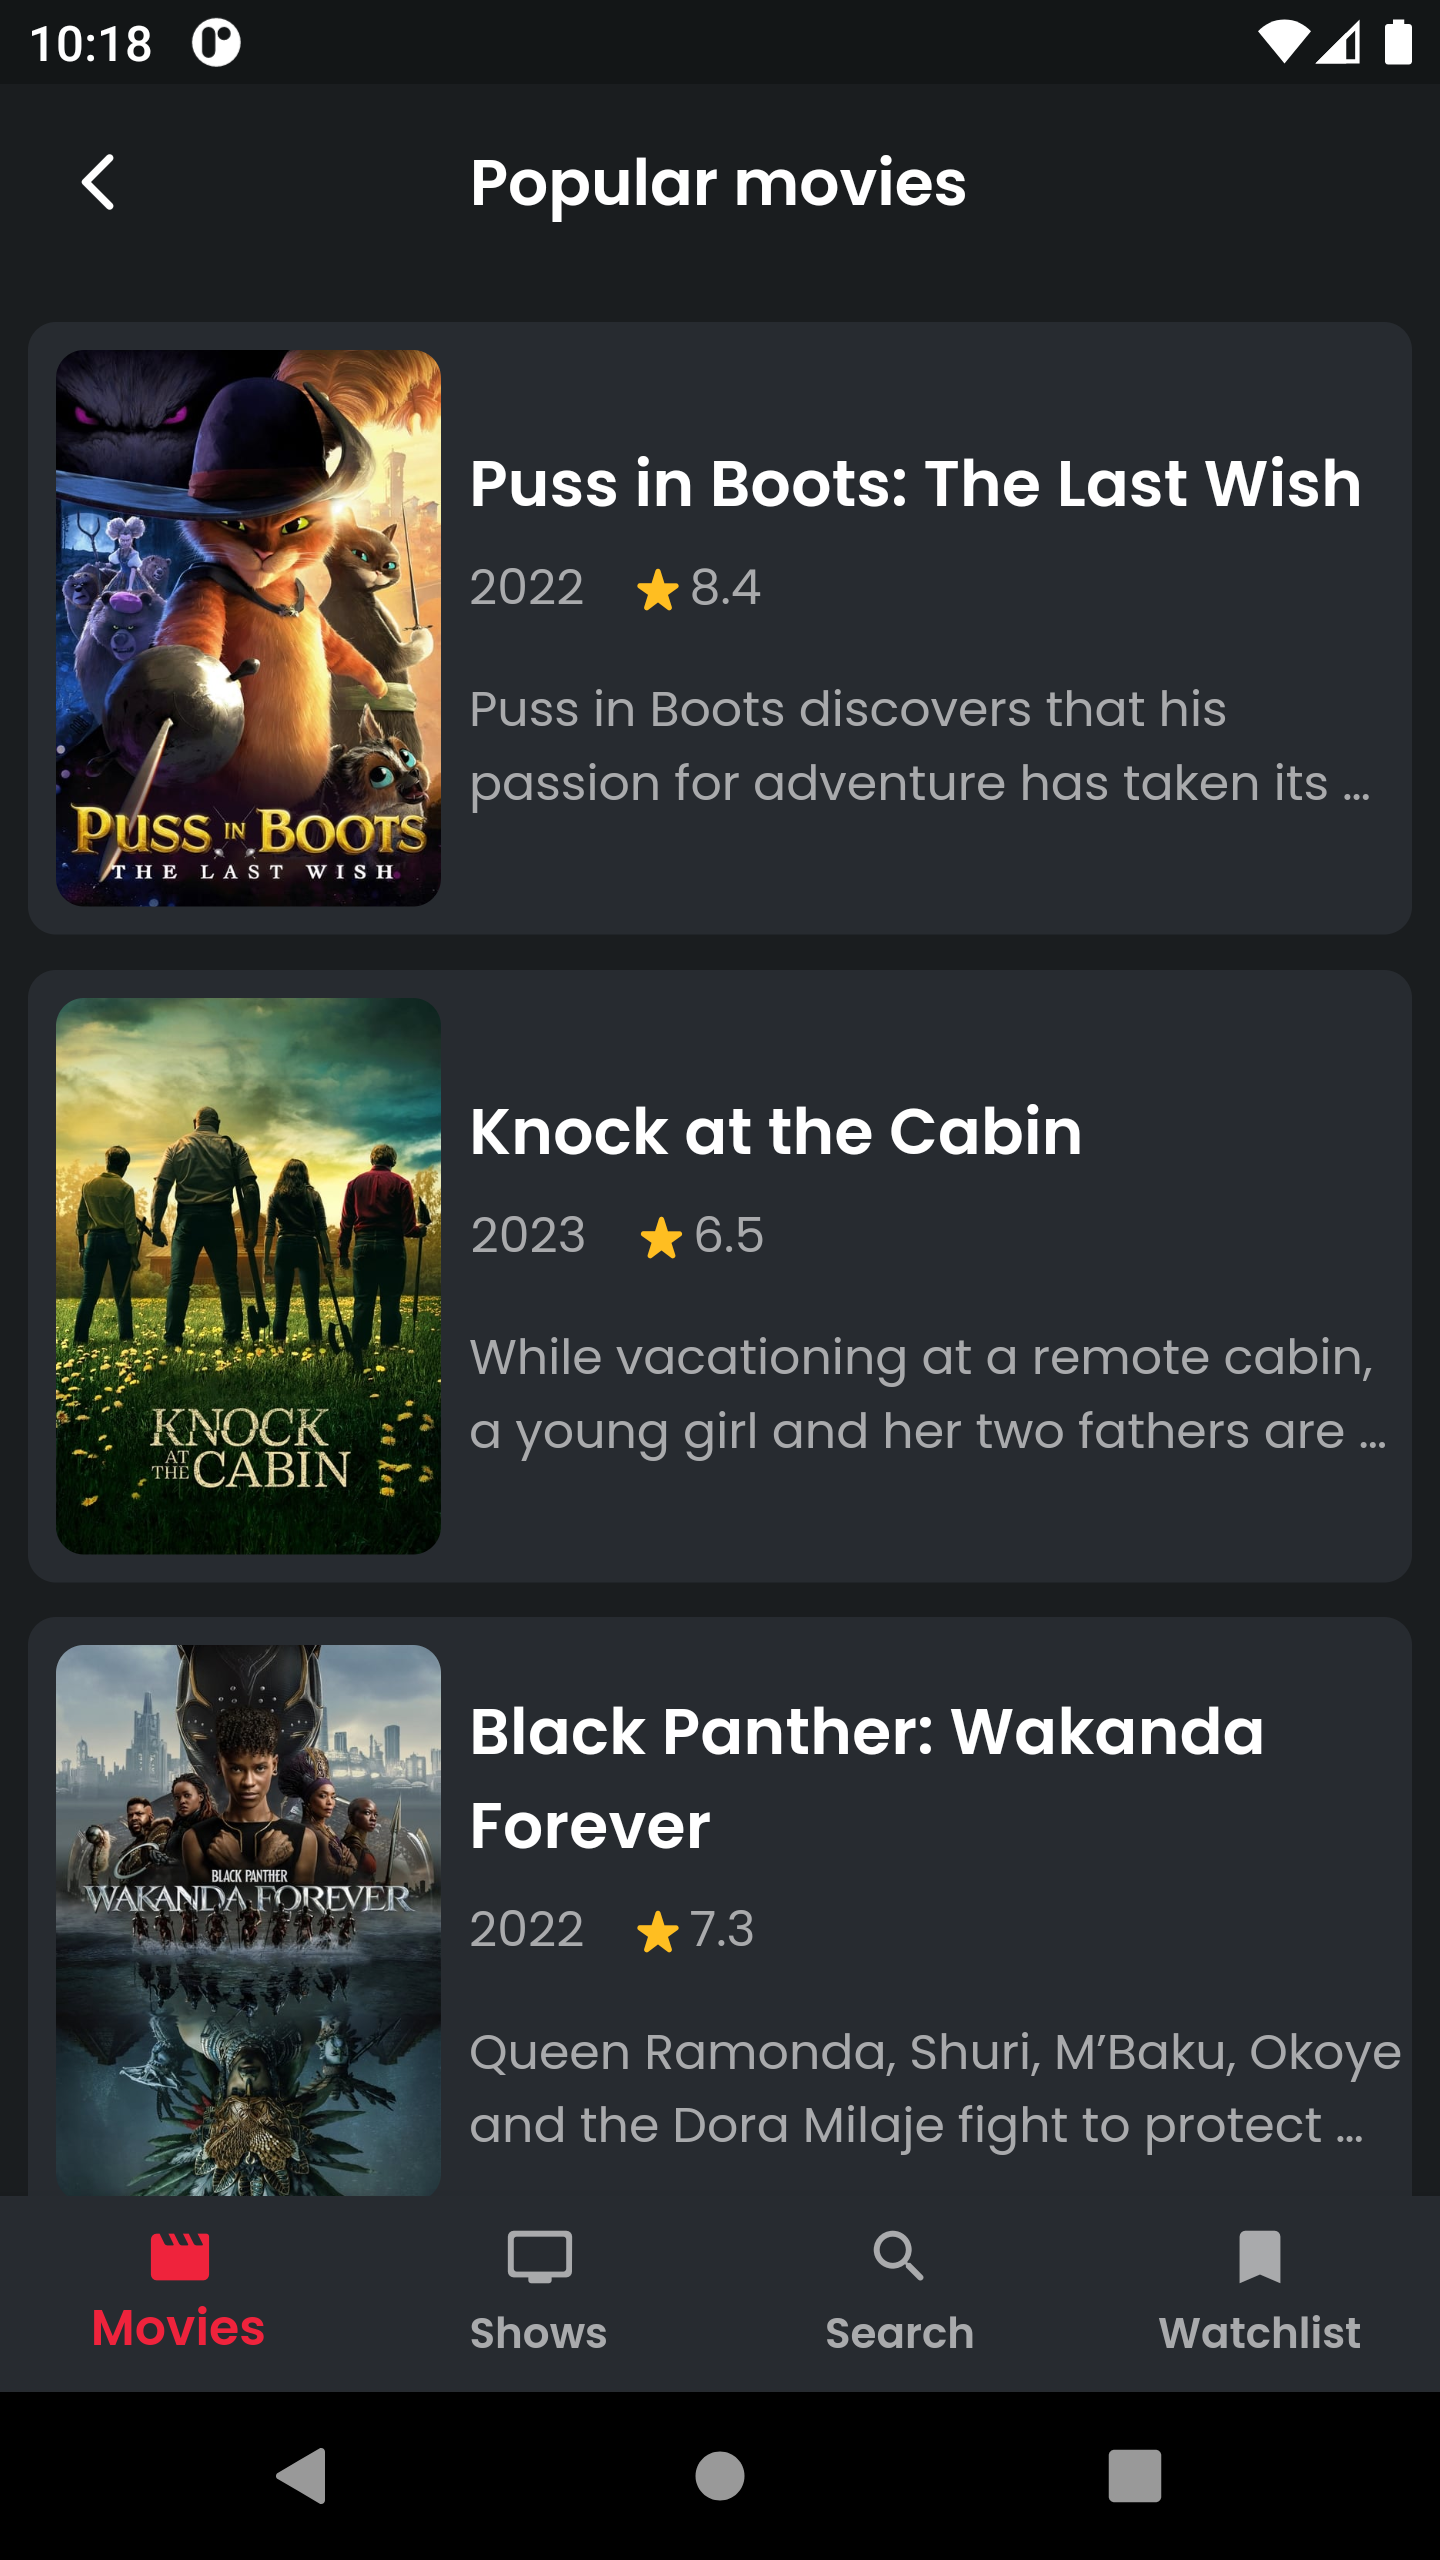 10:18
Popular movies
PUSS IN BOOTS
THE LAST WISH
Puss in Boots: The Last Wish
2022 8.4
Puss in Boots discovers that his
passion for adventure has taken its ...
KNOCK
AT
THE CABIN
Knock at the Cabin
2023 6.5
While vacationing at a remote cabin,
a young girl and her two fathers are ...
BLACK PANTHER
WAKANDA FOREVER
Black Panther: Wakanda
Forever
2022 7.3
Queen Ramonda, Shuri, M’Baku, Okoye
and the Dora Milaje fight to protect ...
Movies Shows Search Watchlist